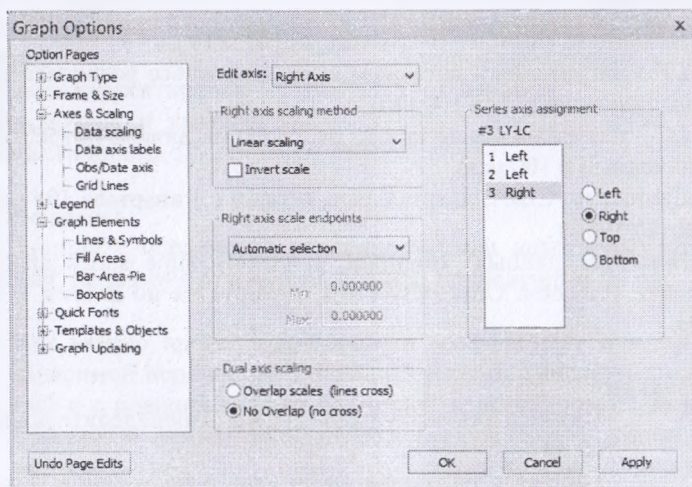 Graph Options
x
Option Pages
Graph Type
Frame & Size
Axes & Scaling
Data scaling
Data axis labels
Obs/Date axis
Grid Lines
Legend
Graph Elements
Lines & Symbols
Fill Areas
Bar-Area-Pie
Boxplots
Quick Fonts
Templates & Objects
Graph Updating
Edit axis: Right Axis
Right axis scaling method
Linear scaling
Invert scale
Right axis scale endpoints
Automatic selection
Min: 0.000000
Max: 0.000000
Dual axis scaling
Overlap scales (lines cross)
No Overlap (no cross)
Series axis assignment
#3 LY-LC
1 Left
2 Left
3 Right
Left
Right
Top
Bottom
Undo Page Edits
OK
Cancel
Apply